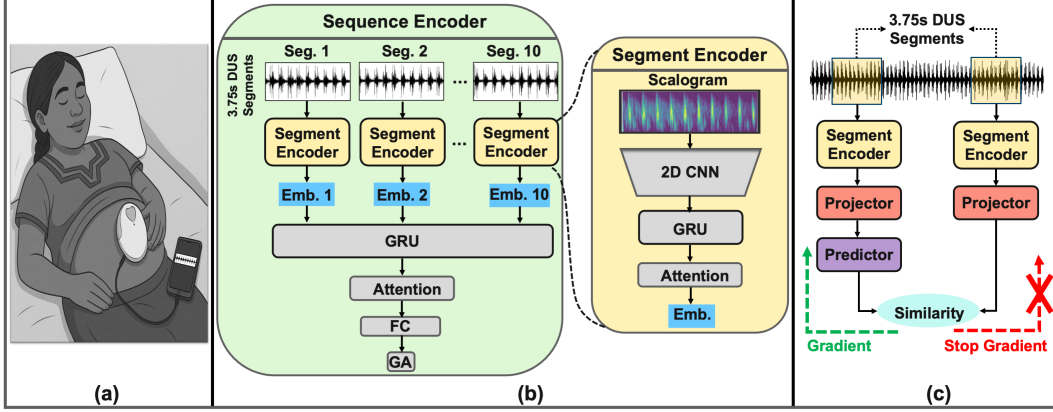 (a)
Sequence Encoder
3.75s DUS
Segments
Seg. 1 Seg. 2 Seg. 10
...
Segment
Encoder
Segment
Encoder
...
Segment
Encoder
Emb. 1 Emb. 2 Emb. 10
GRU
Attention
FC
GA
Segment Encoder
Scalogram
2D CNN
GRU
Attention
Emb.
(b)
3.75s DUS
Segments
Segment
Encoder
Segment
Encoder
Projector Projector
Predictor
Similarity
Gradient Stop Gradient
(c)